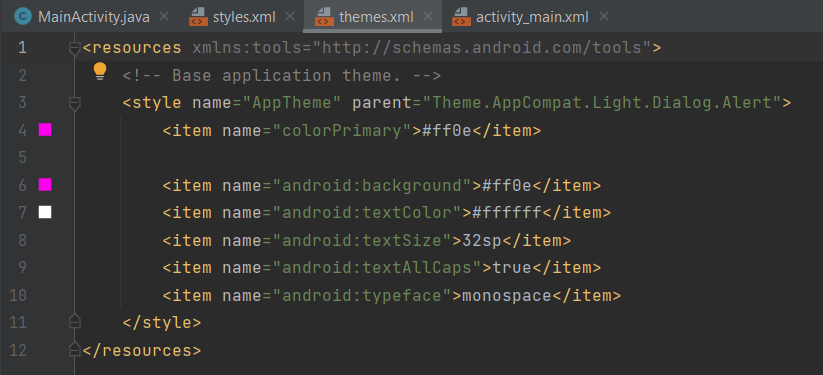 MainActivity.java styles.xml themes.xml activity_main.xml
1 <resources xmlns:tools="http://schemas.android.com/tools">
2 <!-- Base application theme. -->
3 <style name="AppTheme" parent="Theme.AppCompat.Light.Dialog.Alert">
4 <item name="colorPrimary">#ff0e</item>
5
6 <item name="android:background">#ff0e</item>
7 <item name="android:textColor">#ffffff</item>
8 <item name="android:textSize">32sp</item>
9 <item name="android:textAllCaps">true</item>
10 <item name="android:typeface">monospace</item>
11 </style>
12 </resources>